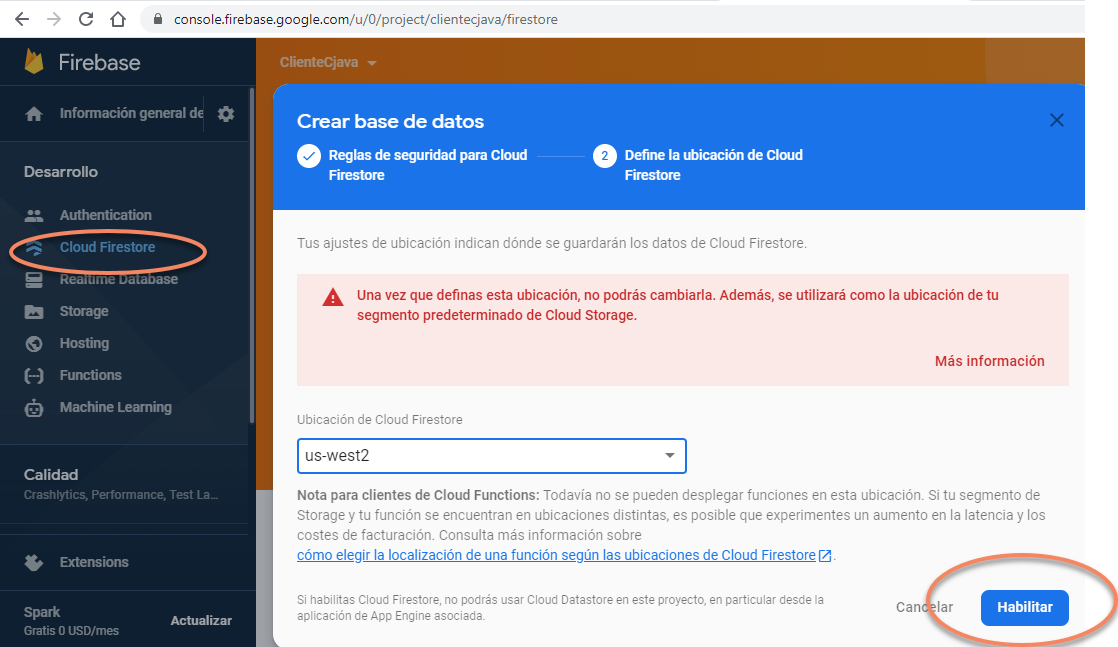 console.firebase.google.com/u/0/project/clientecjava/firestore
Firebase
Información general de
Desarrollo
Authentication
Cloud Firestore
Realtime Database
Storage
Hosting
Functions
Machine Learning
Calidad
Crashlytics, Performance, Test La...
Extensions
Spark
Gratis 0 USD/mes
Actualizar
ClienteCjava
Crear base de datos
Reglas de seguridad para Cloud
Firestore
2
Define la ubicación de Cloud
Firestore
Tus ajustes de ubicación indican dónde se guardarán los datos de Cloud Firestore.
Una vez que definas esta ubicación, no podrás cambiarla. Además, se utilizará como la ubicación de tu
segmento predeterminado de Cloud Storage.
Más información
Ubicación de Cloud Firestore
us-west2
Nota para clientes de Cloud Functions: Todavía no se pueden desplegar funciones en esta ubicación. Si tu segmento de
Storage y tu función se encuentran en ubicaciones distintas, es posible que experimentes un aumento en la latencia y los
costes de facturación. Consulta más información sobre
cómo elegir la localización de una función según las ubicaciones de Cloud Firestore.
Si habilitas Cloud Firestore, no podrás usar Cloud Datastore en este proyecto, en particular desde la
aplicación de App Engine asociada.
Cancelar
Habilitar